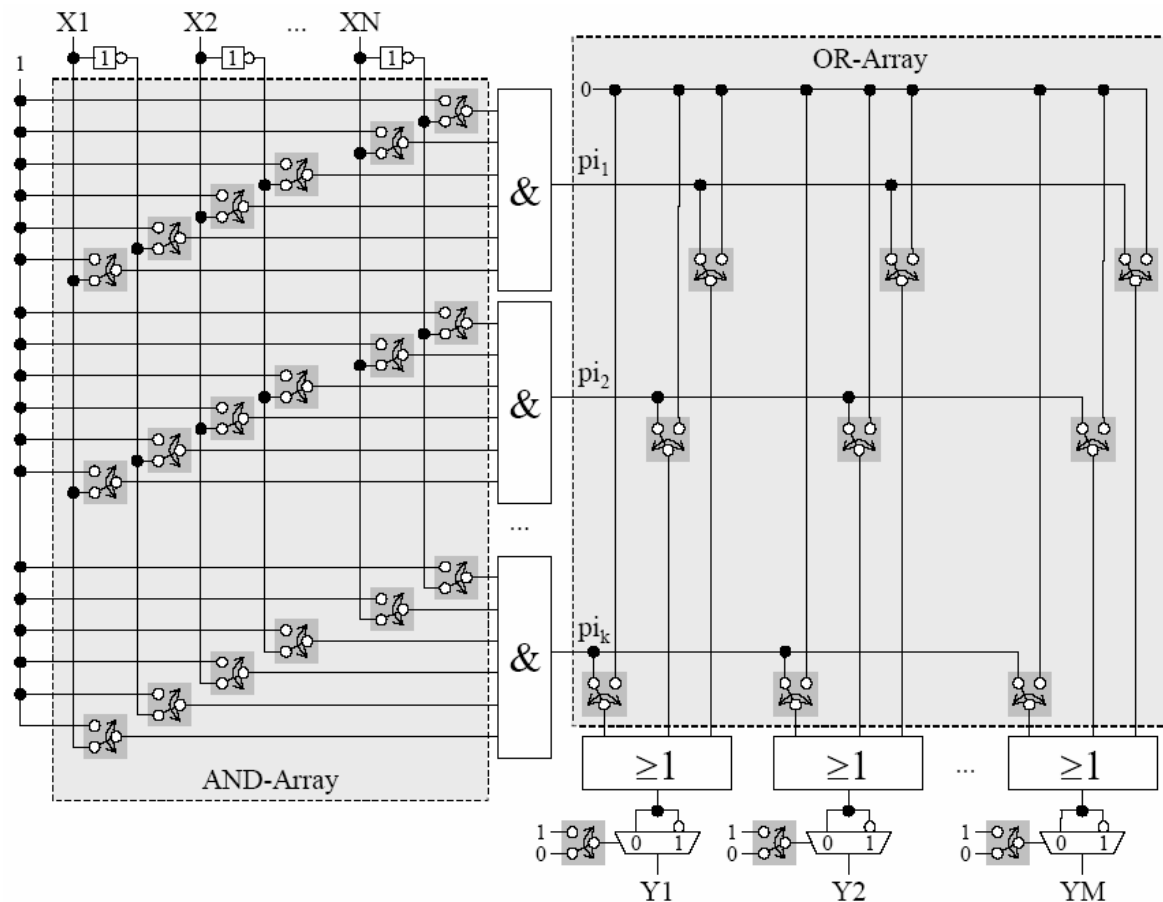 X1 X2 ... XN
1 1 1
1
OR-Array
0
pi1
&
pi2
&
...
pik
&
AND-Array
≥1 ≥1 ... ≥1
1 0 0 1
1 0 0 1
1 0 0 1
Y1 Y2 YM